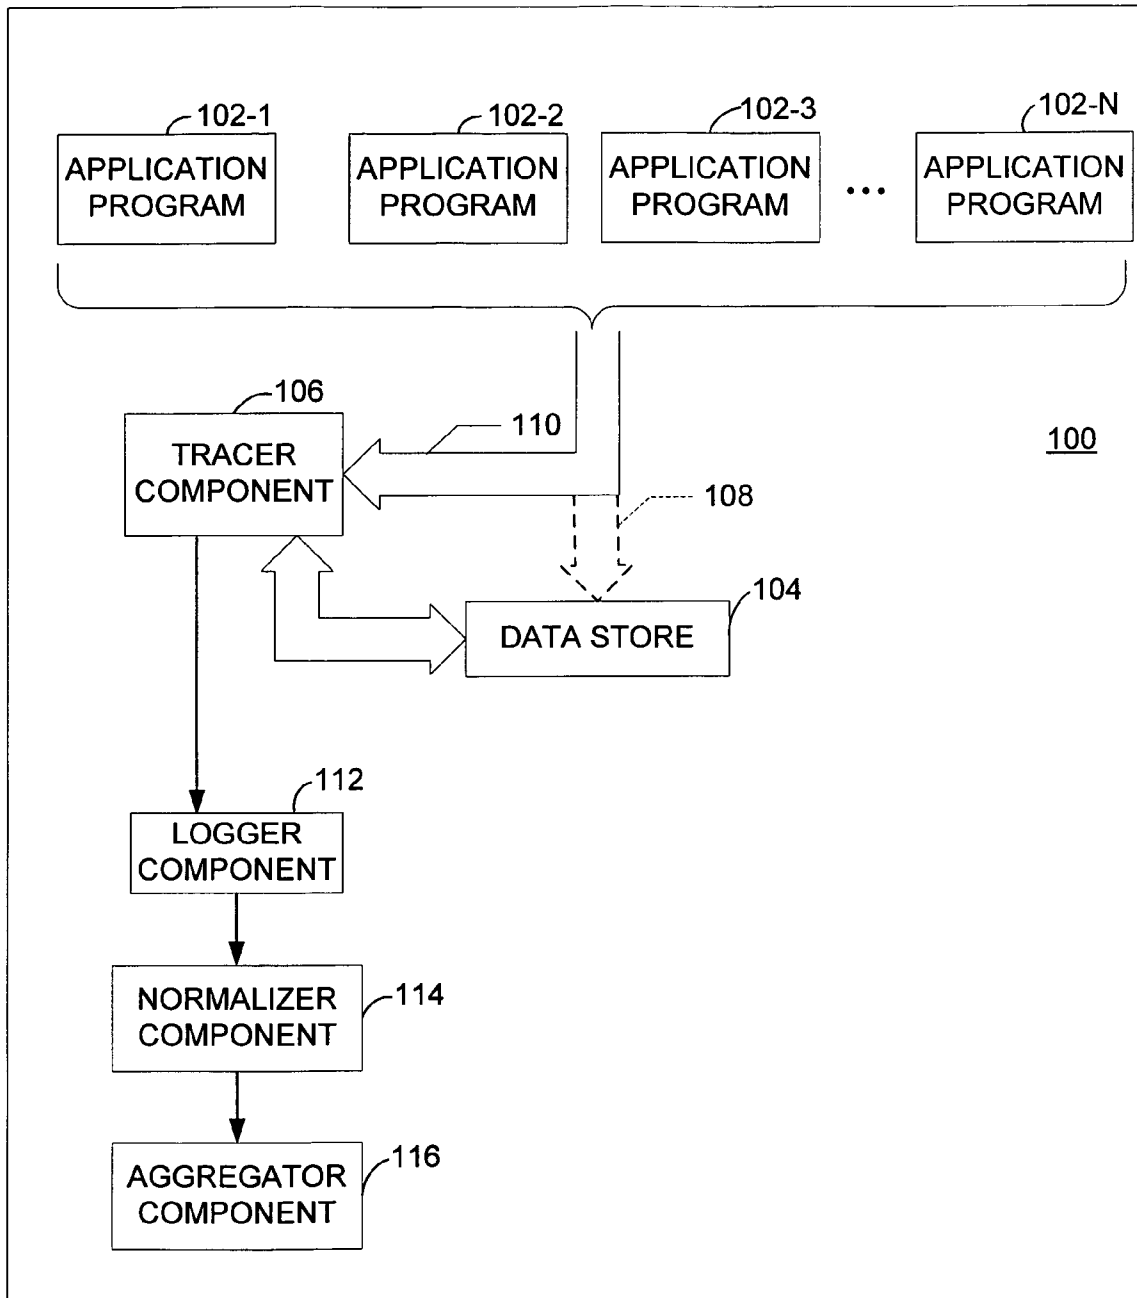 102-1
102-2
102-3
102-N
APPLICATION
PROGRAM
APPLICATION
PROGRAM
APPLICATION
PROGRAM
...
APPLICATION
PROGRAM
106
TRACER
COMPONENT
110
100
108
104
DATA STORE
112
LOGGER
COMPONENT
NORMALIZER
COMPONENT
114
AGGREGATOR
COMPONENT
116